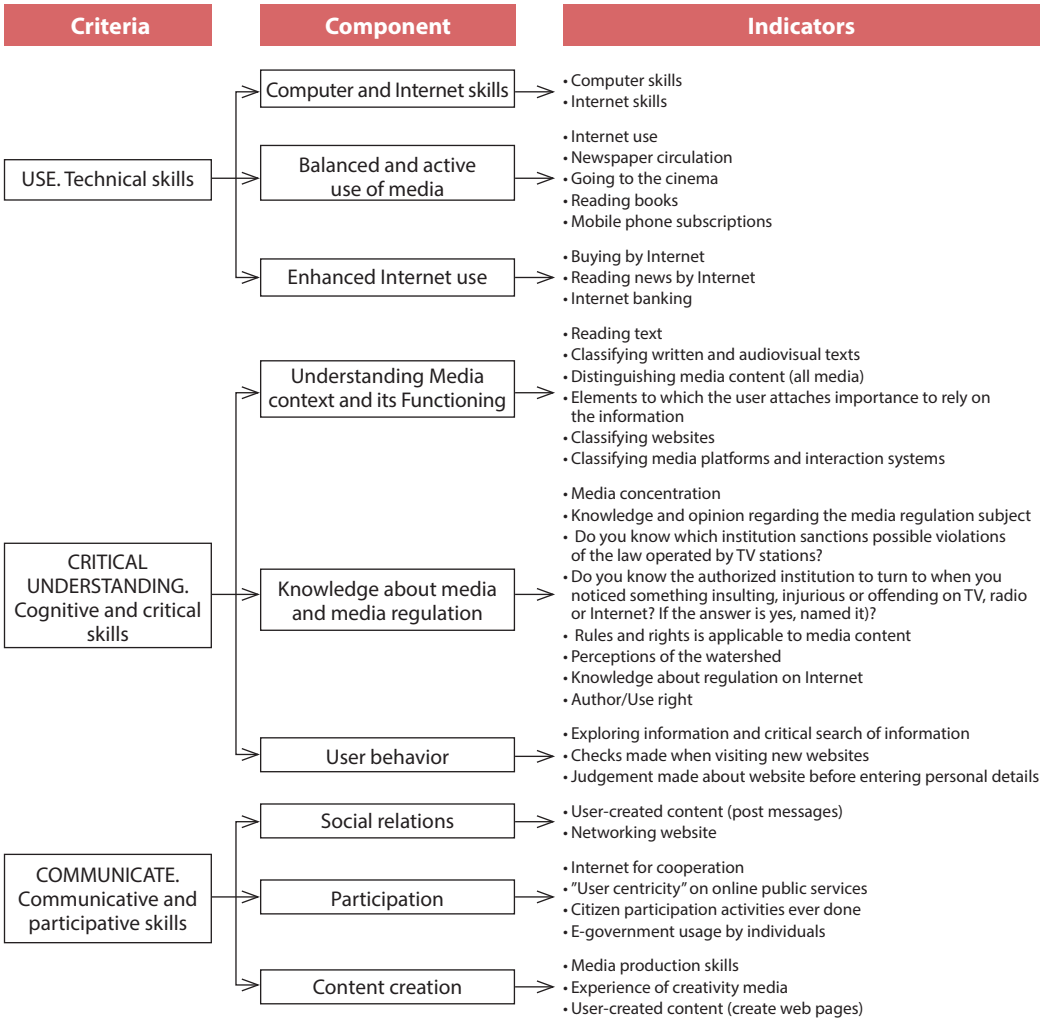 Criteria
Component
Indicators
USE. Technical skills
Computer and Internet skills
• Computer skills
• Internet skills
Balanced and active
use of media
• Internet use
• Newspaper circulation
• Going to the cinema
• Reading books
• Mobile phone subscriptions
Enhanced Internet use
• Buying by Internet
• Reading news by Internet
• Internet banking
CRITICAL
UNDERSTANDING.
Cognitive and critical
skills
Understanding Media
context and its Functioning
• Reading text
• Classifying written and audiovisual texts
• Distinguishing media content (all media)
• Elements to which the user attaches importance to rely on
the information
• Classifying websites
• Classifying media platforms and interaction systems
Knowledge about media
and media regulation
• Media concentration
• Knowledge and opinion regarding the media regulation subject
• Do you know which institution sanctions possible violations
of the law operated by TV stations?
• Do you know the authorized institution to turn to when you
noticed something insulting, injurious or offending on TV, radio
or Internet? If the answer is yes, named it)?
• Rules and rights is applicable to media content
• Perceptions of the watershed
• Knowledge about regulation on Internet
• Author/Use right
User behavior
• Exploring information and critical search of information
• Checks made when visiting new websites
• Judgement made about website before entering personal details
COMMUNICATE.
Communicative and
participative skills
Social relations
• User-created content (post messages)
• Networking website
Participation
• Internet for cooperation
• ”User centricity” on online public services
• Citizen participation activities ever done
• E-government usage by individuals
Content creation
• Media production skills
• Experience of creativity media
• User-created content (create web pages)